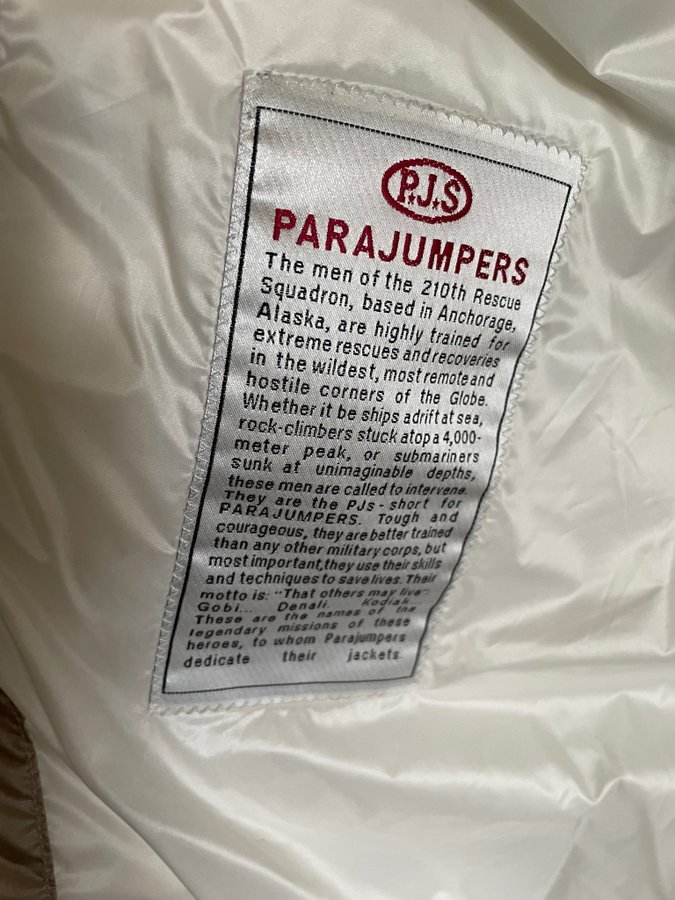 P.J.S
PARAJUMPERS
The men of the 210th Rescue
Squadron, based in Anchorage,
Alaska, are highly trained for
extreme rescues and recoveries
in the wildest, most remote and
hostile corners of the Globe.
Whether it be ships adrift at sea,
rock-climbers stuck atop a 4,000-
meter peak, or submariners
sunk at unimaginable depths,
these men are called to intervene.
They are the PJs - short for
PARAJUMPERS. Tough and
courageous, they are better trained
than any other military corps, but
most important, they use their skills
and techniques to save lives. Their
motto is: "That others may live":
Gobi... Denali... Kodiak...
These are the names of the
legendary missions of these
heroes, to whom Parajumpers
dedicate their jackets.